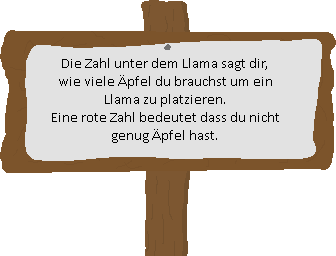 Die Zahl unter dem Llama sagt dir,
wie viele Äpfel du brauchst um ein
Llama zu platzieren.
Eine rote Zahl bedeutet dass du nicht
genug Äpfel hast.